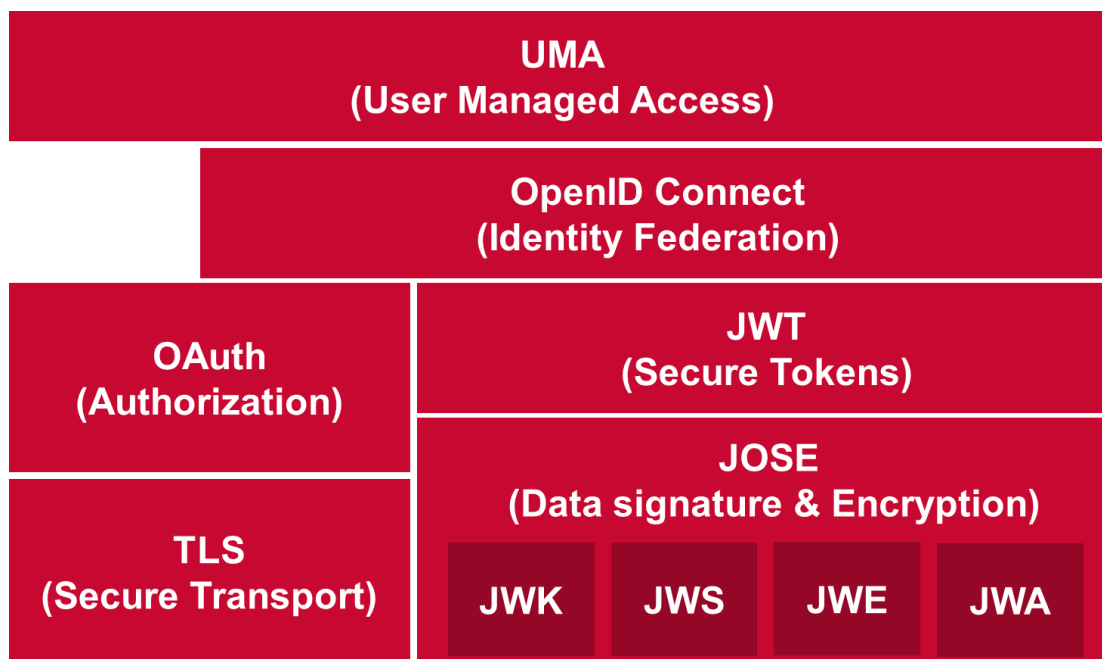 UMA
(User Managed Access)
OpenID Connect
(Identity Federation)
OAuth
(Authorization)
JWT
(Secure Tokens)
TLS
(Secure Transport)
JOSE
(Data signature & Encryption)
JWK
JWS
JWE
JWA